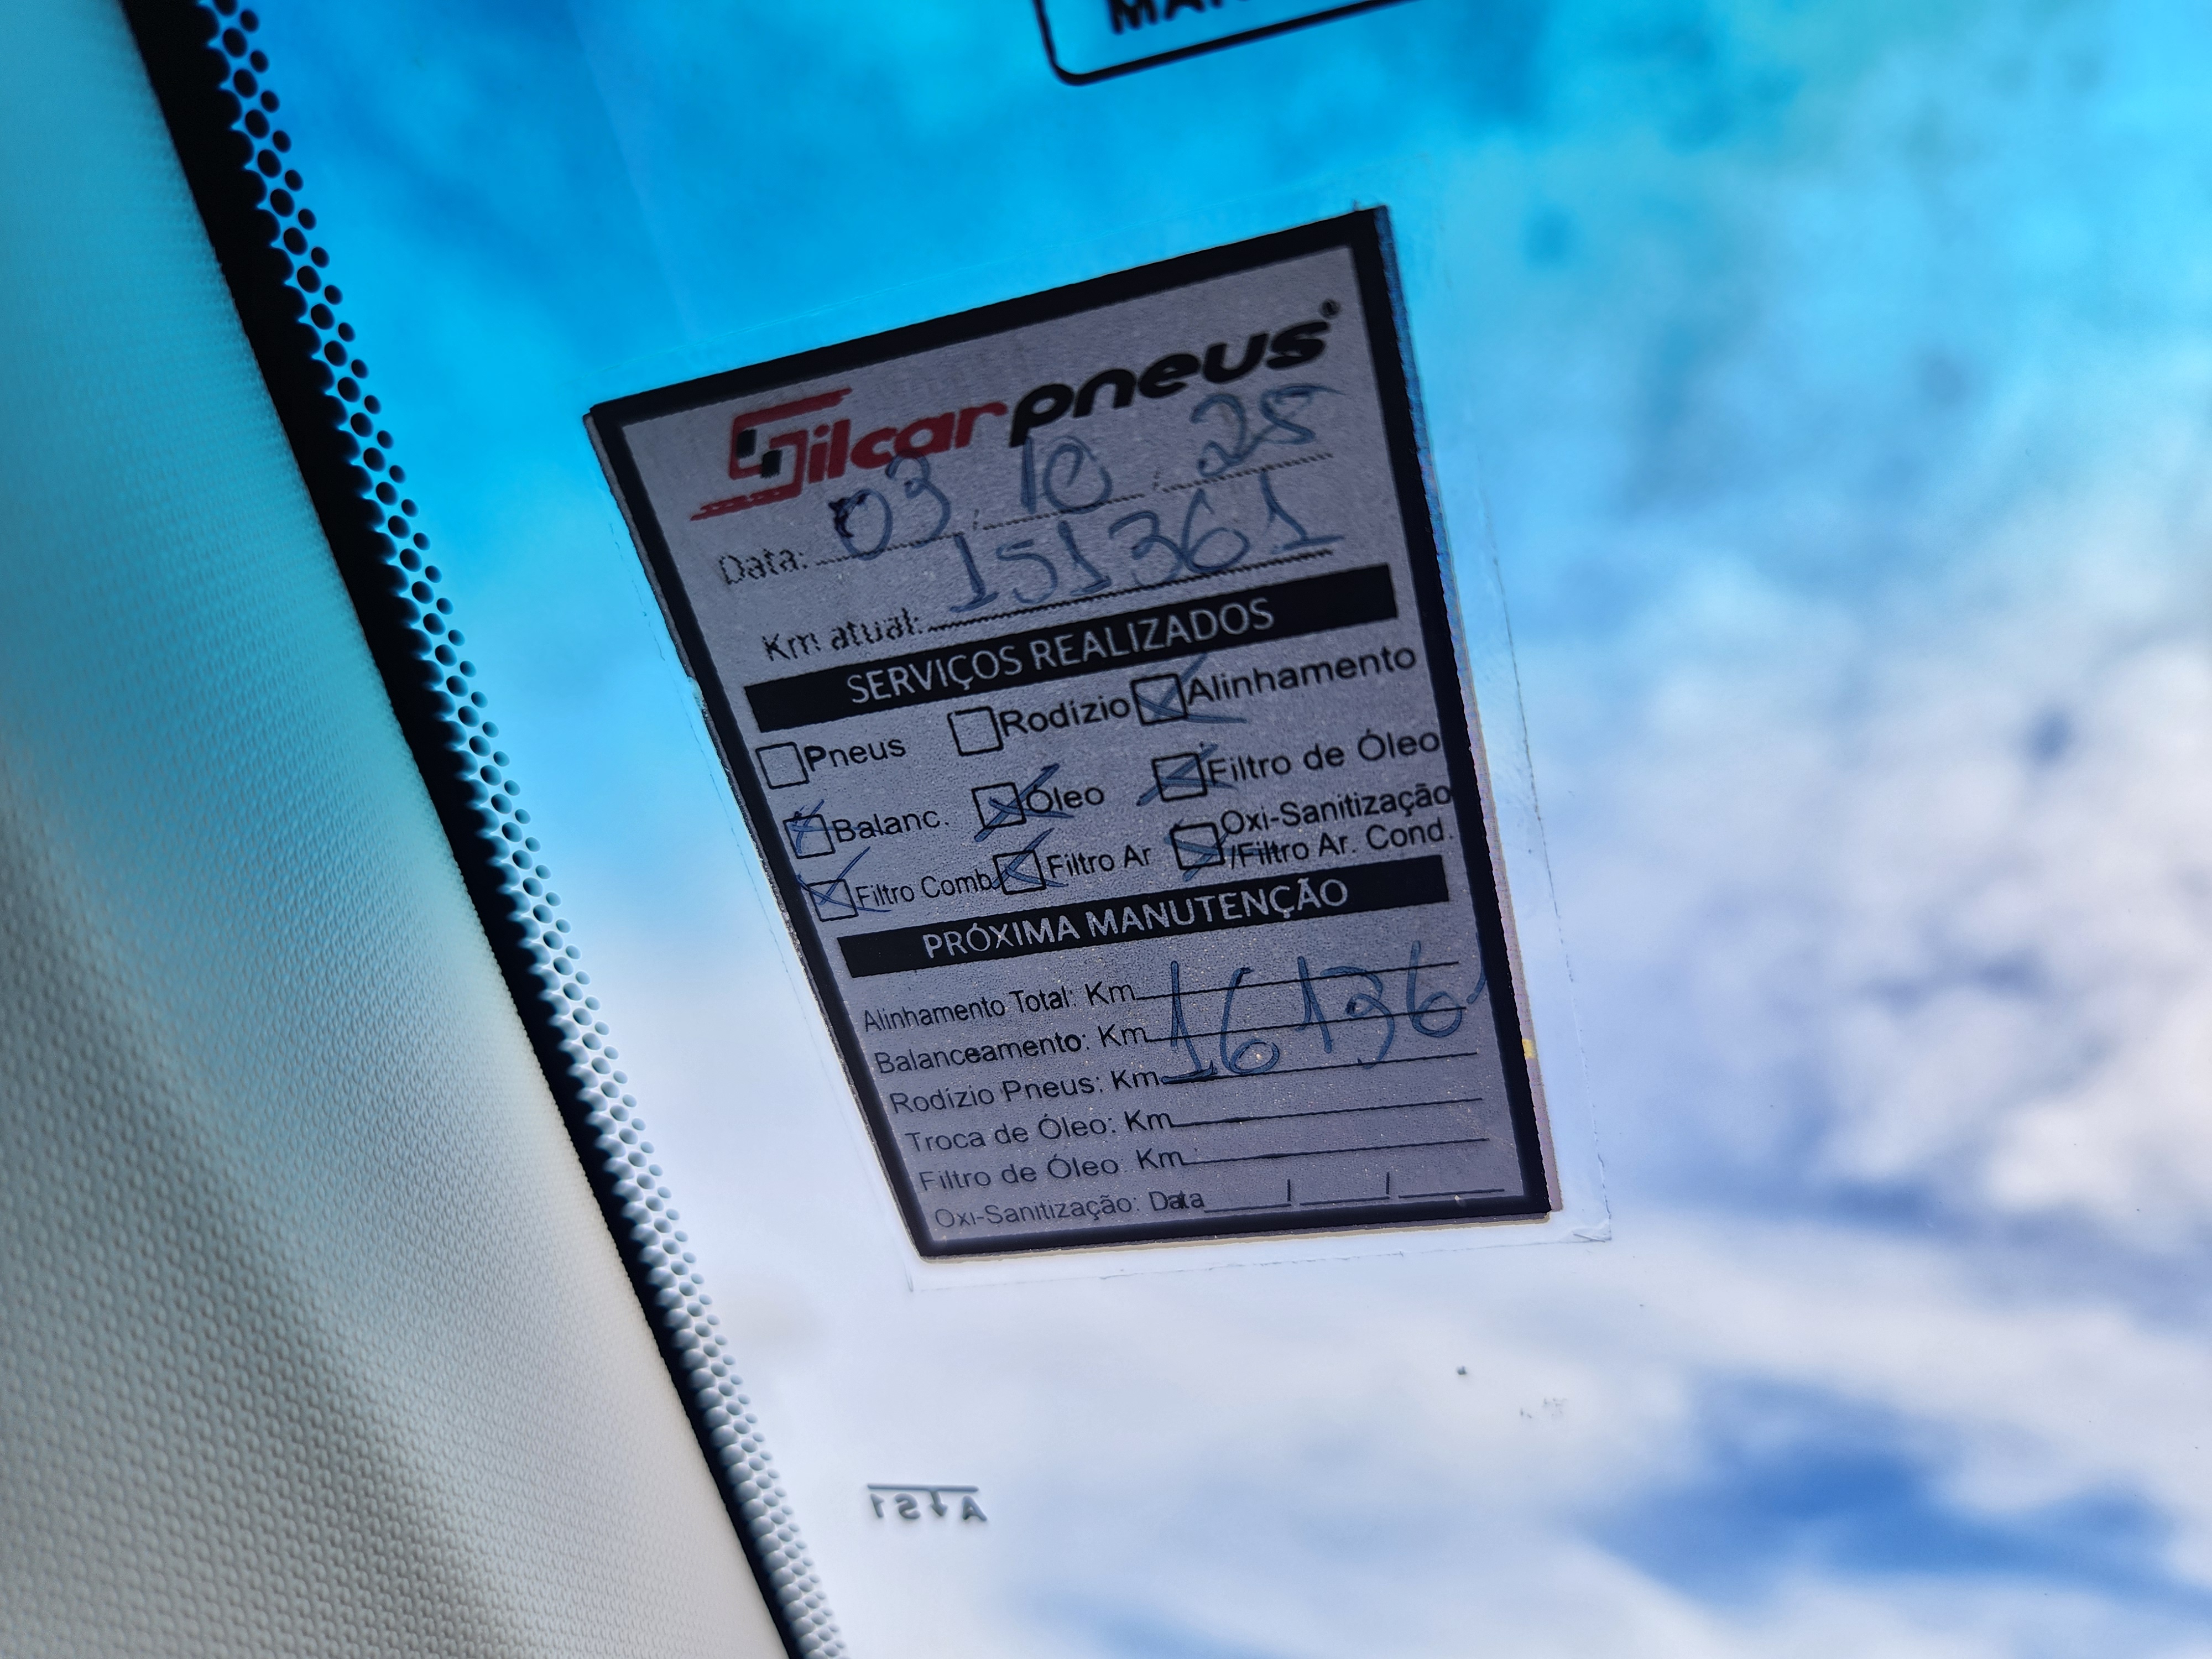 Gilcarpneus®
Data: 03 / 10 / 25
Km atual: 151361
SERVIÇOS REALIZADOS
Pneus Rodízio Alinhamento
Balanc. Óleo Filtro de Óleo
Filtro Comb. Filtro Ar Oxi-Sanitização
/Filtro Ar. Cond.
PRÓXIMA MANUTENÇÃO
Alinhamento Total: Km
Balanceamento: Km 161361
Rodízio Pneus: Km
Troca de Óleo: Km
Filtro de Óleo: Km
Oxi-Sanitização: Data / /